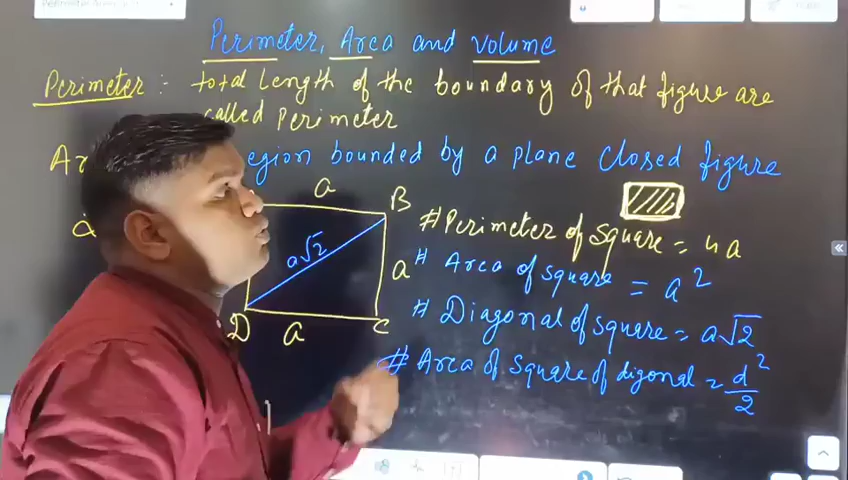 Perimeter, Area and volume
Perimeter :- total Length of the boundary of that figure are
called Perimeter
Ar egion bounded by a plane closed figure
a
B
a√2
a
D
a
C
# Perimeter of square = 4a
# Area of square = a²
# Diagonal of square = a√2
# Area of square of digonal = d²/2